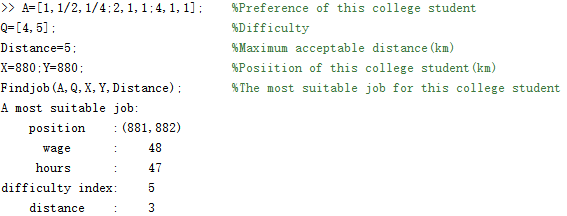 >> A=[1,1/2,1/4;2,1,1;4,1,1]; %Preference of this college student
Q=[4,5]; %Difficulty
Distance=5; %Maximum acceptable distance(km)
X=880;Y=880; %Posiition of this college student(km)
Findjob(A,Q,X,Y,Distance); %The most suitable job for this college student
A most suitable job:
position :(881,882)
wage : 48
hours : 47
difficulty index: 5
distance : 3